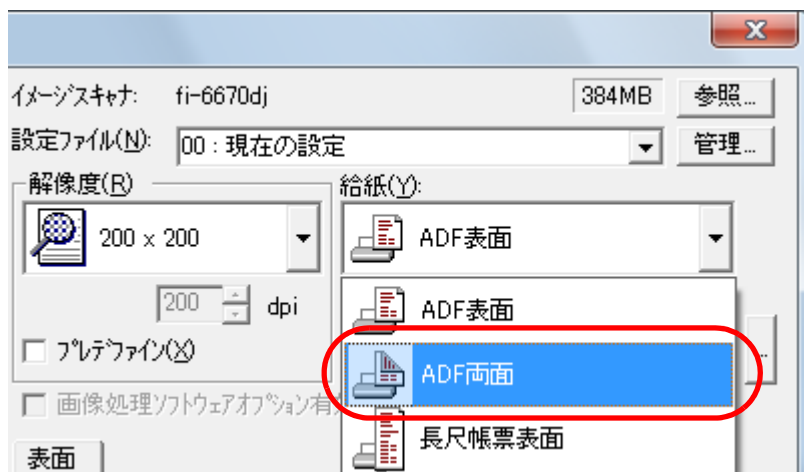 イメージスキャナ: fi-6670dj 384MB 参照...
設定ファイル(N): 00 : 現在の設定 管理...
解像度(R) 給紙(Y):
200 x 200 ADF表面
200 dpi ADF表面
プレデファイン(X) ADF両面 ...
画像処理ソフトウェアオプション有
長尺帳票表面
表面